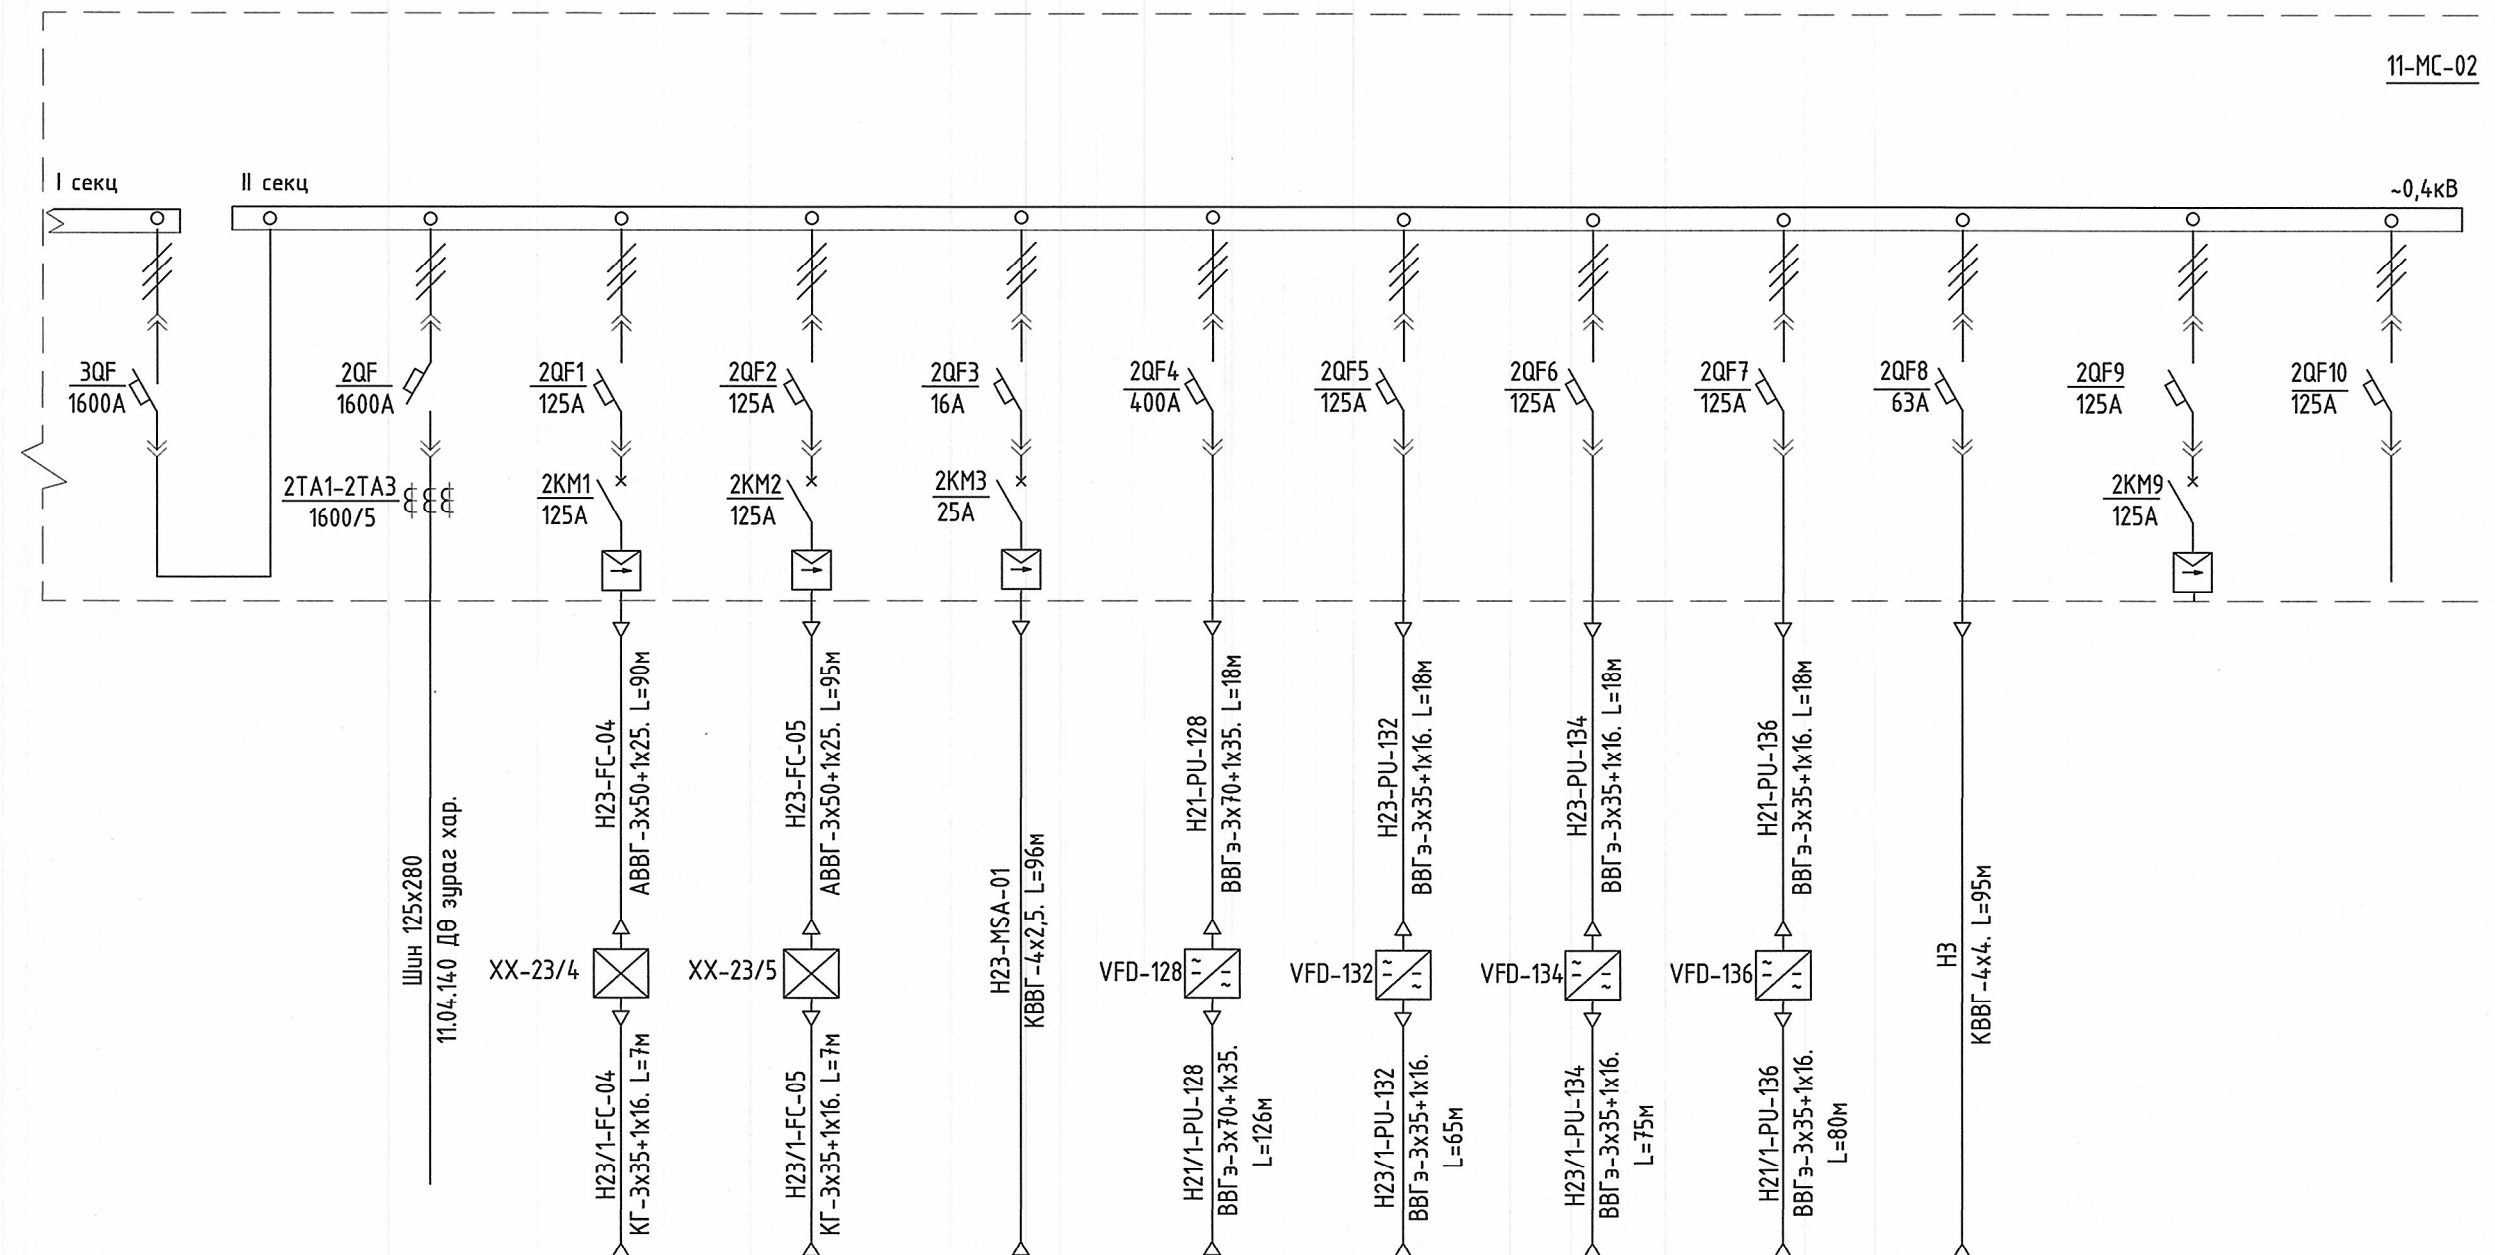 11-МС-02
I секц
II секц
~0,4кВ
3QF
1600А
2QF
1600А
2QF1
125А
2QF2
125А
2QF3
16А
2QF4
400А
2QF5
125А
2QF6
125А
2QF7
125А
2QF8
63А
2QF9
125А
2QF10
125А
2ТА1-2ТА3
1600/5
2КМ1
125А
2КМ2
125А
2КМ3
25А
2КМ9
125А
Шин 125х280
11.04.140 ДӨ зураг хар.
Н23-FC-04
АВВГ-3х50+1х25. L=90м
Н23-FC-05
АВВГ-3х50+1х25. L=95м
Н23-MSA-01
КВВГ-4х2,5. L=96м
Н21-PU-128
ВВГэ-3х70+1х35. L=18м
Н23-PU-132
ВВГэ-3х35+1х16. L=18м
Н23-PU-134
ВВГэ-3х35+1х16. L=18м
Н21-PU-136
ВВГэ-3х35+1х16. L=18м
Н3
КВВГ-4х4. L=95м
ХХ-23/4
ХХ-23/5
VFD-128
VFD-132
VFD-134
VFD-136
Н23/1-FC-04
КГ-3х35+1х16. L=7м
Н23/1-FC-05
КГ-3х35+1х16. L=7м
Н21/1-PU-128
ВВГэ-3х70+1х35.
L=126м
Н23/1-PU-132
ВВГэ-3х35+1х16.
L=65м
Н23/1-PU-134
ВВГэ-3х35+1х16.
L=75м
Н21/1-PU-136
ВВГэ-3х35+1х16.
L=80м